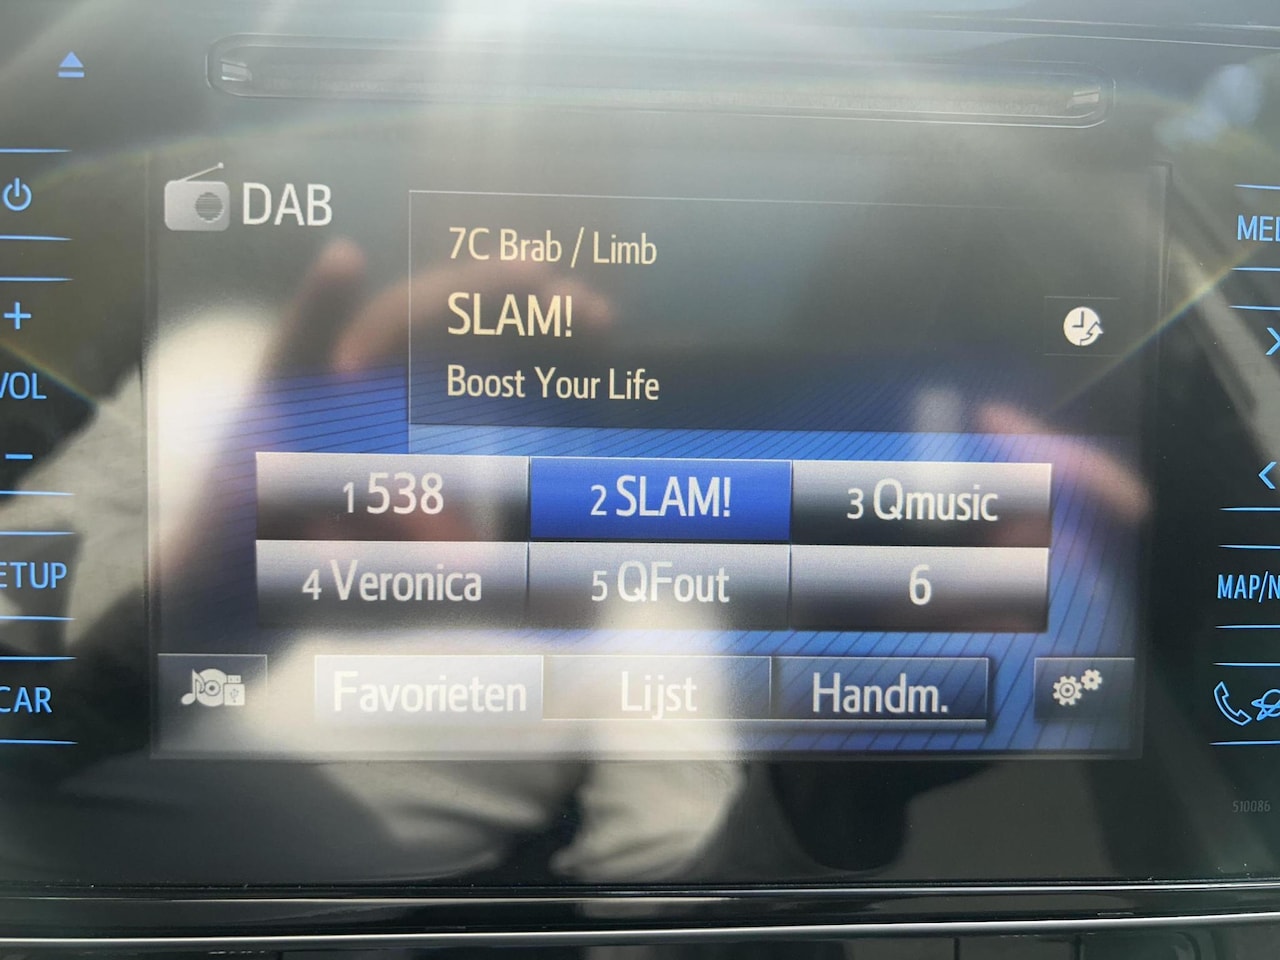 DAB
7C Brab / Limb
SLAM!
Boost Your Life
MED
VOL
1 538
2 SLAM!
3 Qmusic
4 Veronica
5 QFout
6
ETUP
MAP/N
CAR
Favorieten
Lijst
Handm.
510086